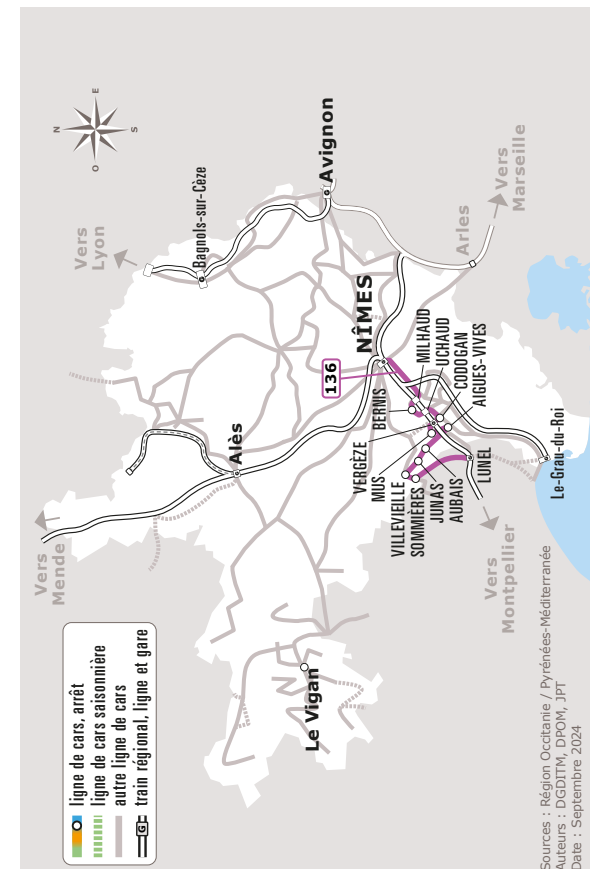 ligne de cars, arrêt
ligne de cars saisonnière
autre ligne de cars
G train régional, ligne et gare
N
E
S
O
Vers
Mende
Vers
Lyon
Bagnols-sur-Cèze
Alès
Avignon
NÎMES
136
Le Vigan
BERNIS
MILHAUD
UCHAUD
CODOGAN
AIGUES-VIVES
VERGÈZE
MUS
VILLEVIEILLE
SOMMIÈRES
JUNAS
AUBAIS
LUNEL
Arles
Vers
Marseille
Vers
Montpellier
Le-Grau-du-Roi
Sources : Région Occitanie / Pyrénées-Méditerranée
Auteurs : DGDITM, DPOM, JPT
Date : Septembre 2024